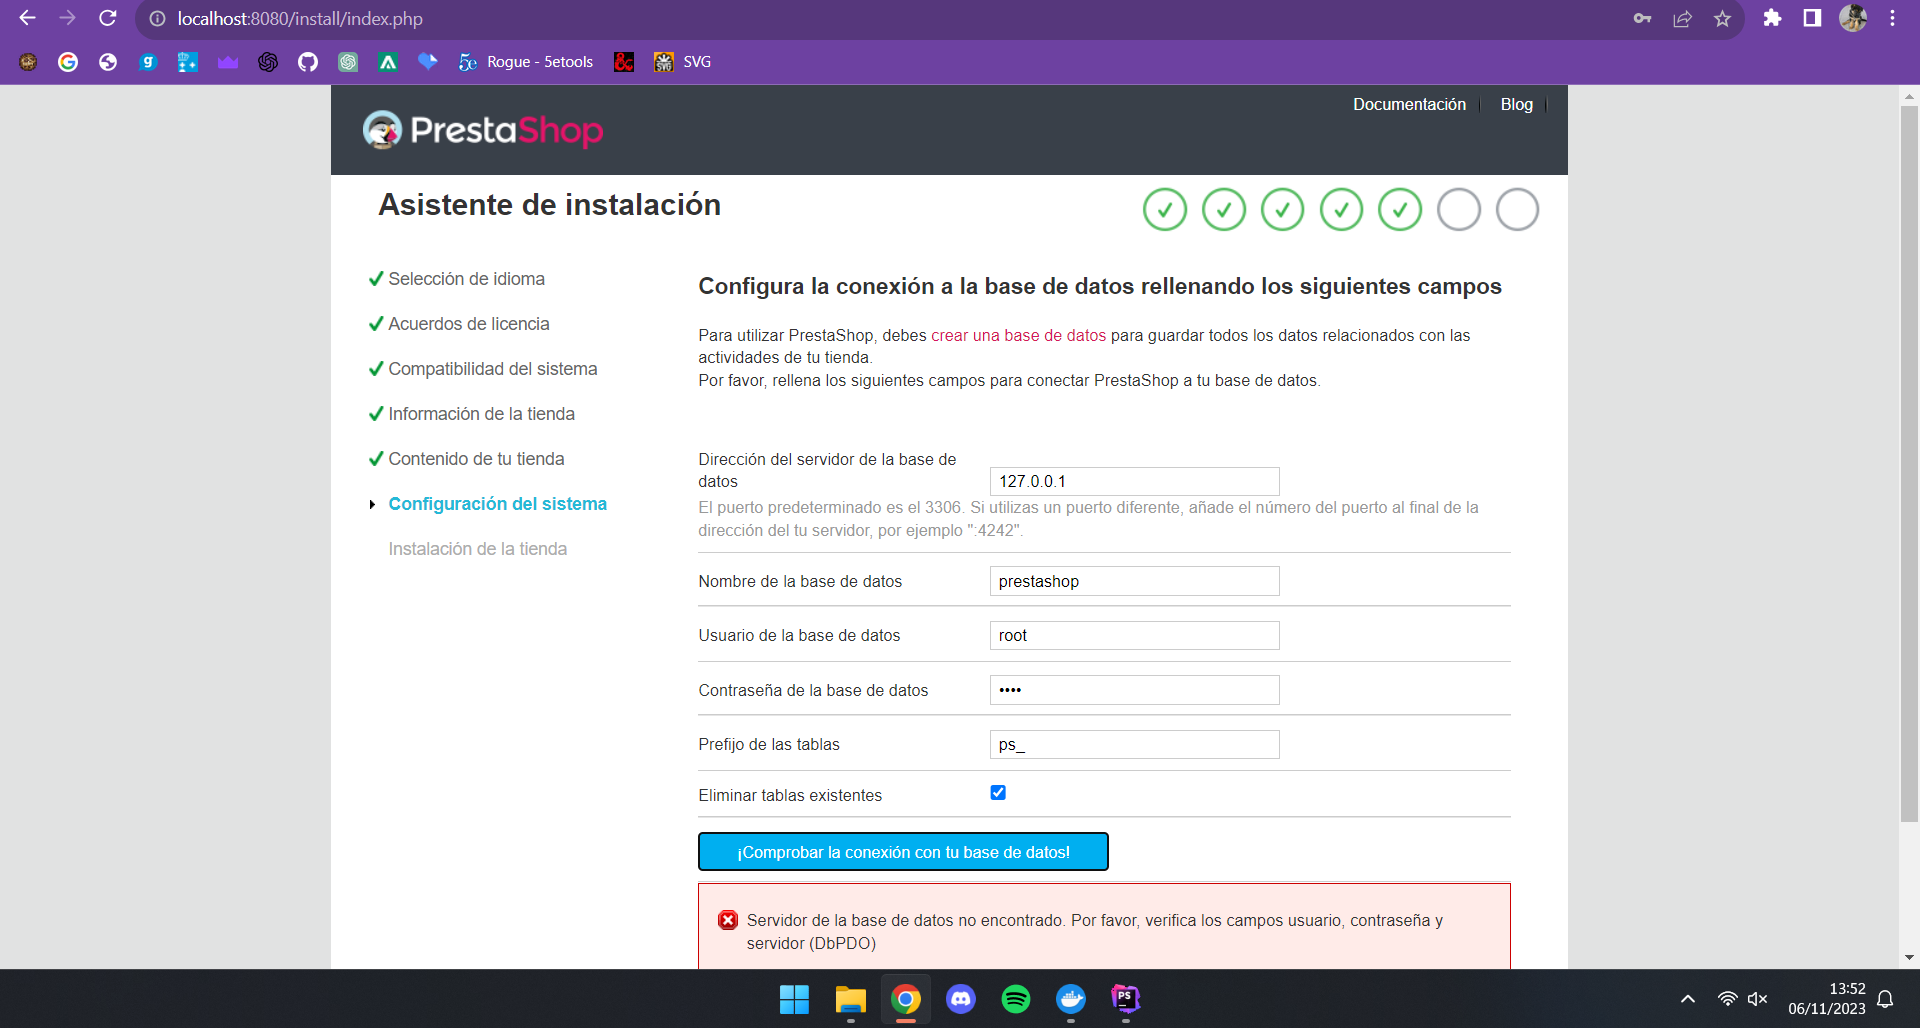 localhost:8080/install/index.php
g
5e
Rogue - 5etools
&
SVG
SVG
Documentación
Blog
PrestaShop
Asistente de instalación
Selección de idioma
Acuerdos de licencia
Compatibilidad del sistema
Información de la tienda
Contenido de tu tienda
Configuración del sistema
Instalación de la tienda
Configura la conexión a la base de datos rellenando los siguientes campos
Para utilizar PrestaShop, debes crear una base de datos para guardar todos los datos relacionados con las
actividades de tu tienda.
Por favor, rellena los siguientes campos para conectar PrestaShop a tu base de datos.
Dirección del servidor de la base de
datos
127.0.0.1
El puerto predeterminado es el 3306. Si utilizas un puerto diferente, añade el número del puerto al final de la
dirección del tu servidor, por ejemplo ":4242".
Nombre de la base de datos
prestashop
Usuario de la base de datos
root
Contraseña de la base de datos
••••
Prefijo de las tablas
ps_
Eliminar tablas existentes
¡Comprobar la conexión con tu base de datos!
Servidor de la base de datos no encontrado. Por favor, verifica los campos usuario, contraseña y
servidor (DbPDO)
PS
13:52
06/11/2023